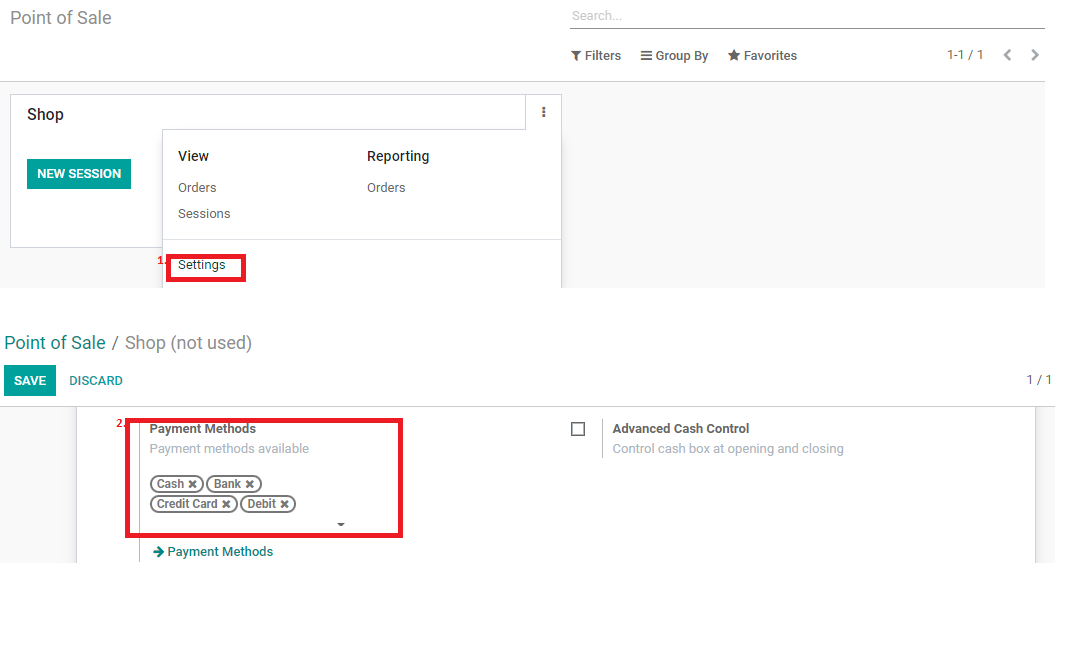 Point of Sale
Search...
Filters Group By Favorites 1-1 / 1
Shop
NEW SESSION
View Reporting
Orders Orders
Sessions
1. Settings
Point of Sale / Shop (not used)
SAVE DISCARD 1 / 1
2. Payment Methods Advanced Cash Control
Payment methods available Control cash box at opening and closing
Cash Bank
Credit Card Debit
Payment Methods